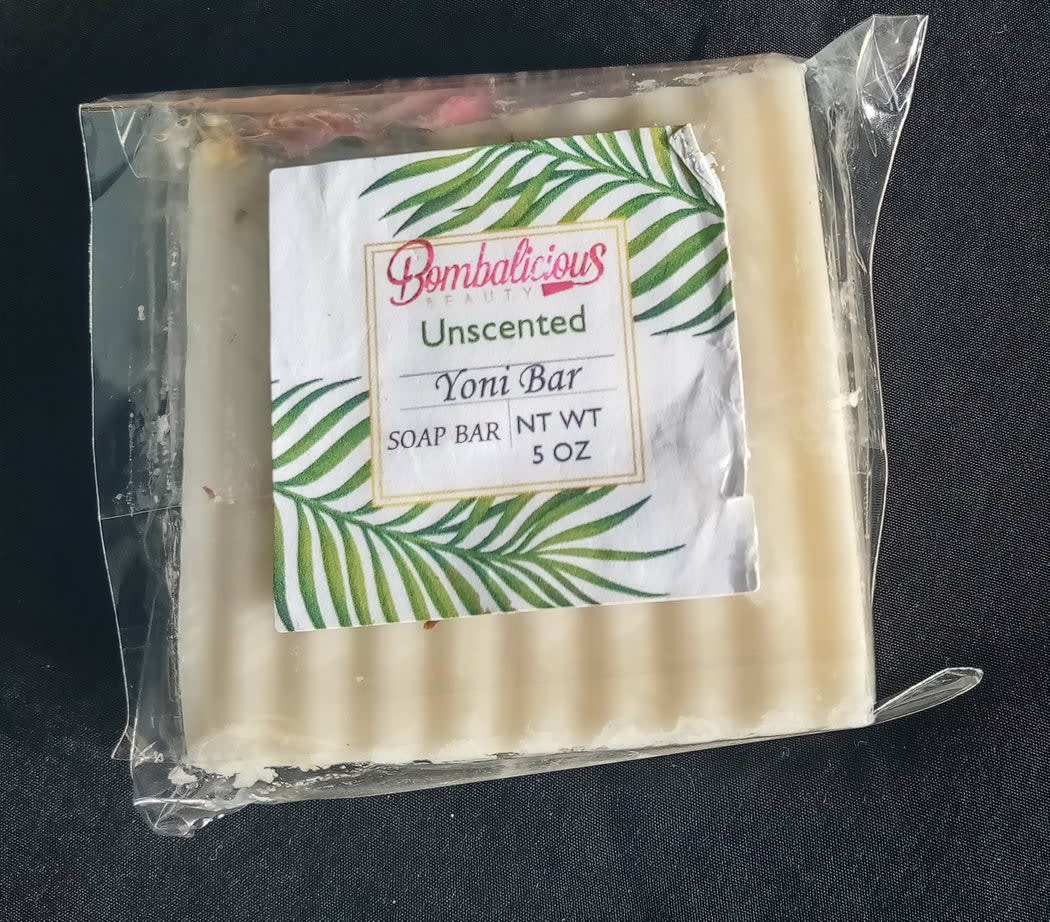 Bombalicious
BEAUTY
Unscented
Yoni Bar
SOAP BAR
NT WT
5 OZ